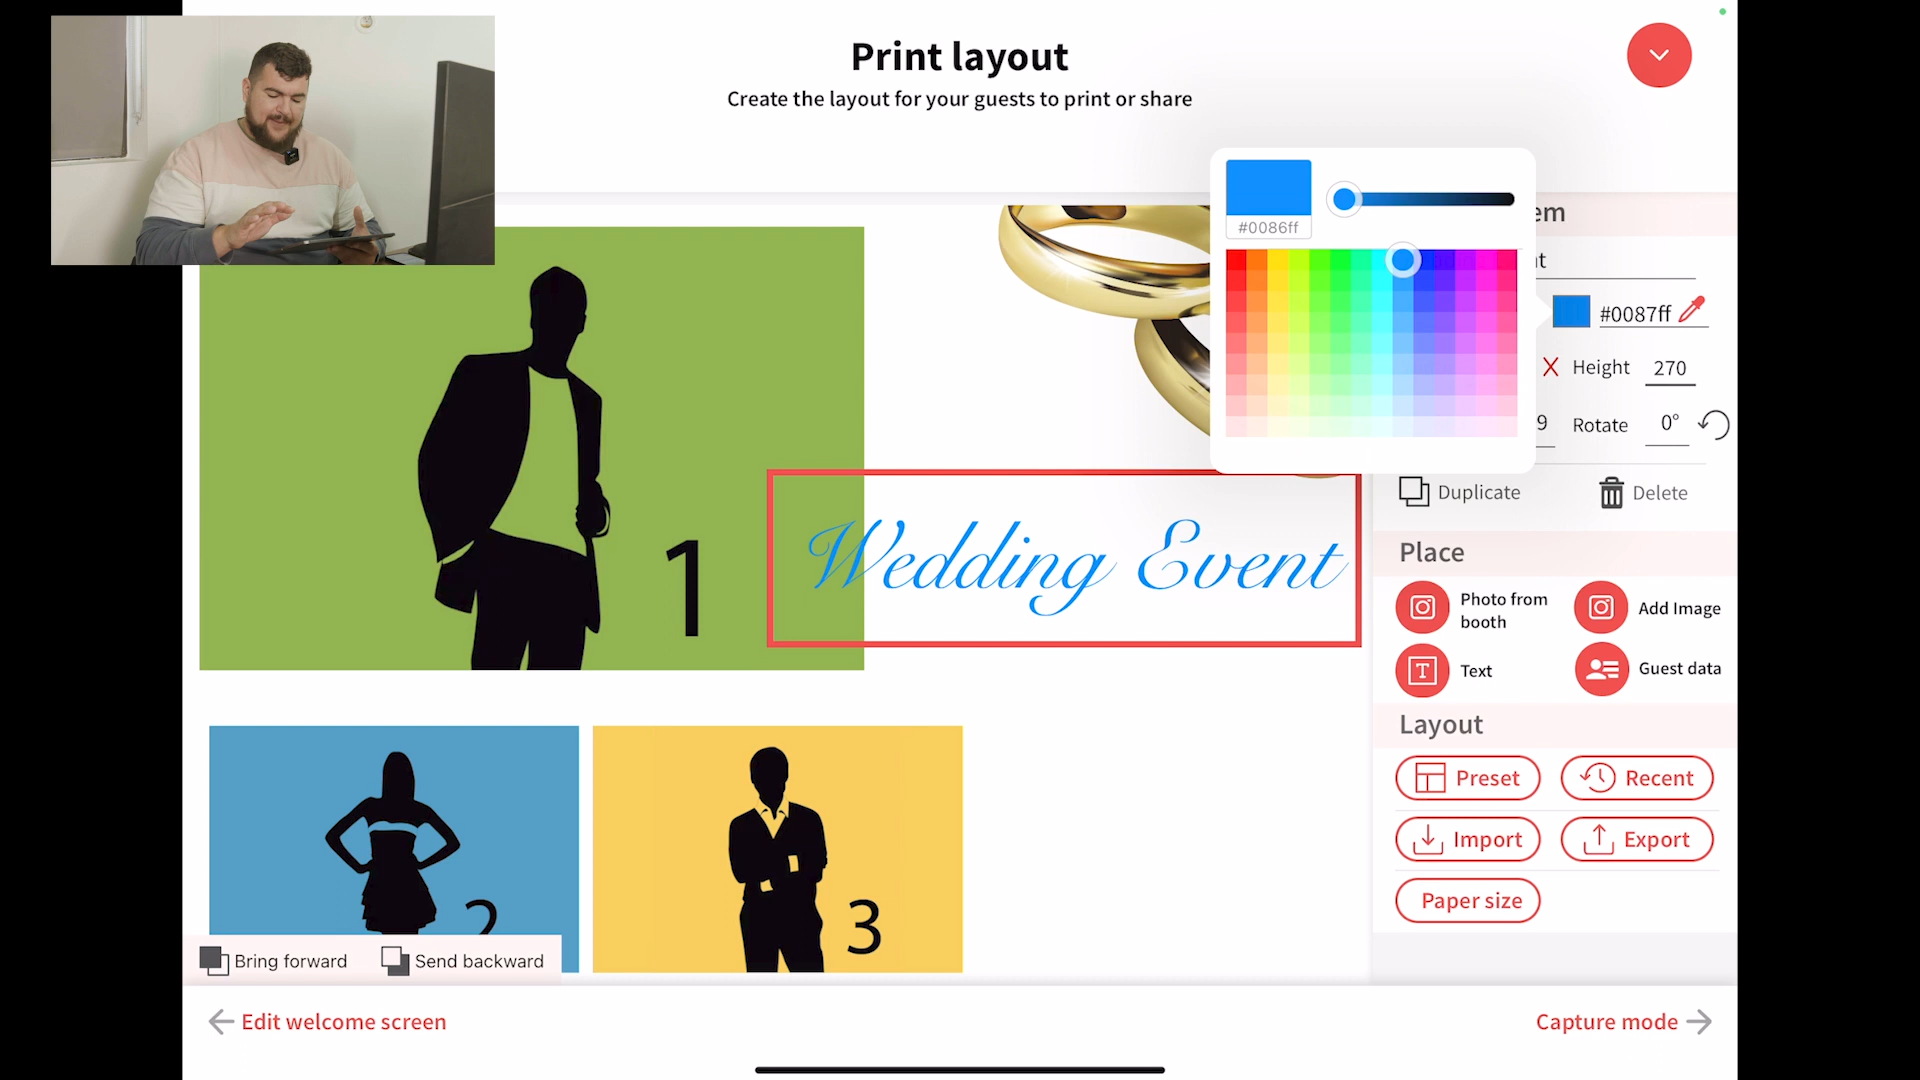 Print layout
Create the layout for your guests to print or share
#0086ff
em
nt
#0087ff
X Height 270
9 Rotate 0°
Duplicate
Delete
1
Wedding Event
Place
Photo from
booth
Add Image
T Text
Guest data
Layout
Preset
Recent
Import
Export
Paper size
2
3
Bring forward
Send backward
Edit welcome screen
Capture mode